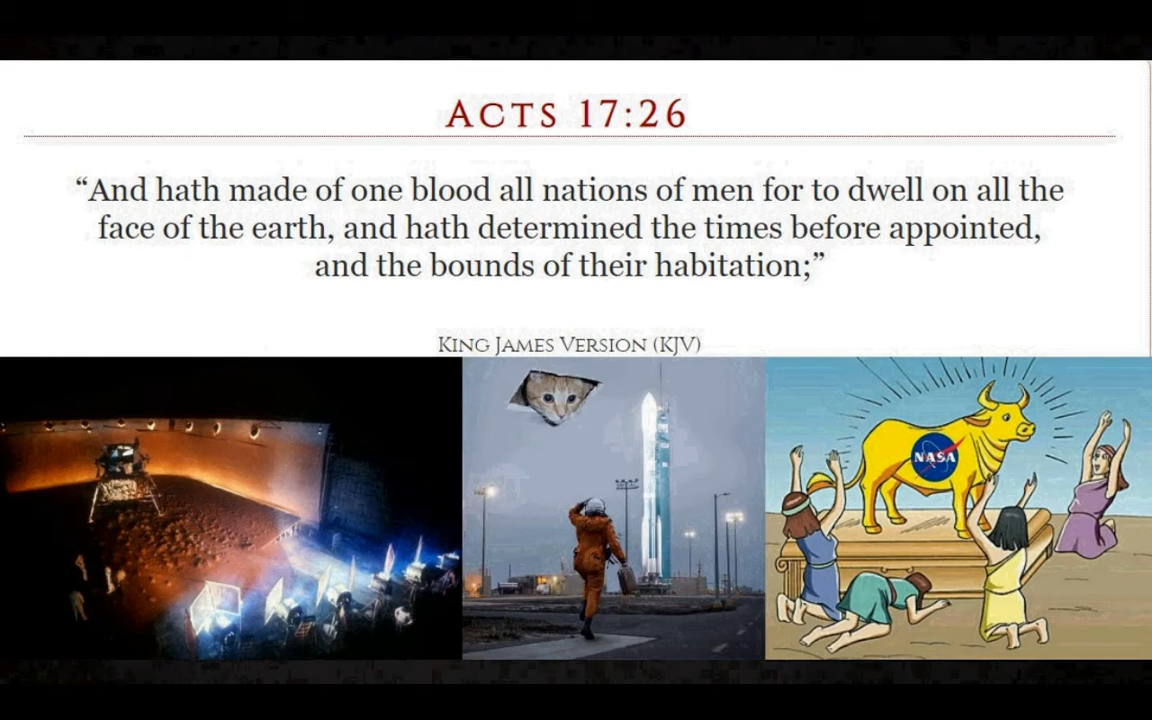 Acts 17:26
“And hath made of one blood all nations of men for to dwell on all the
face of the earth, and hath determined the times before appointed,
and the bounds of their habitation;”
King James Version (KJV)
NASA